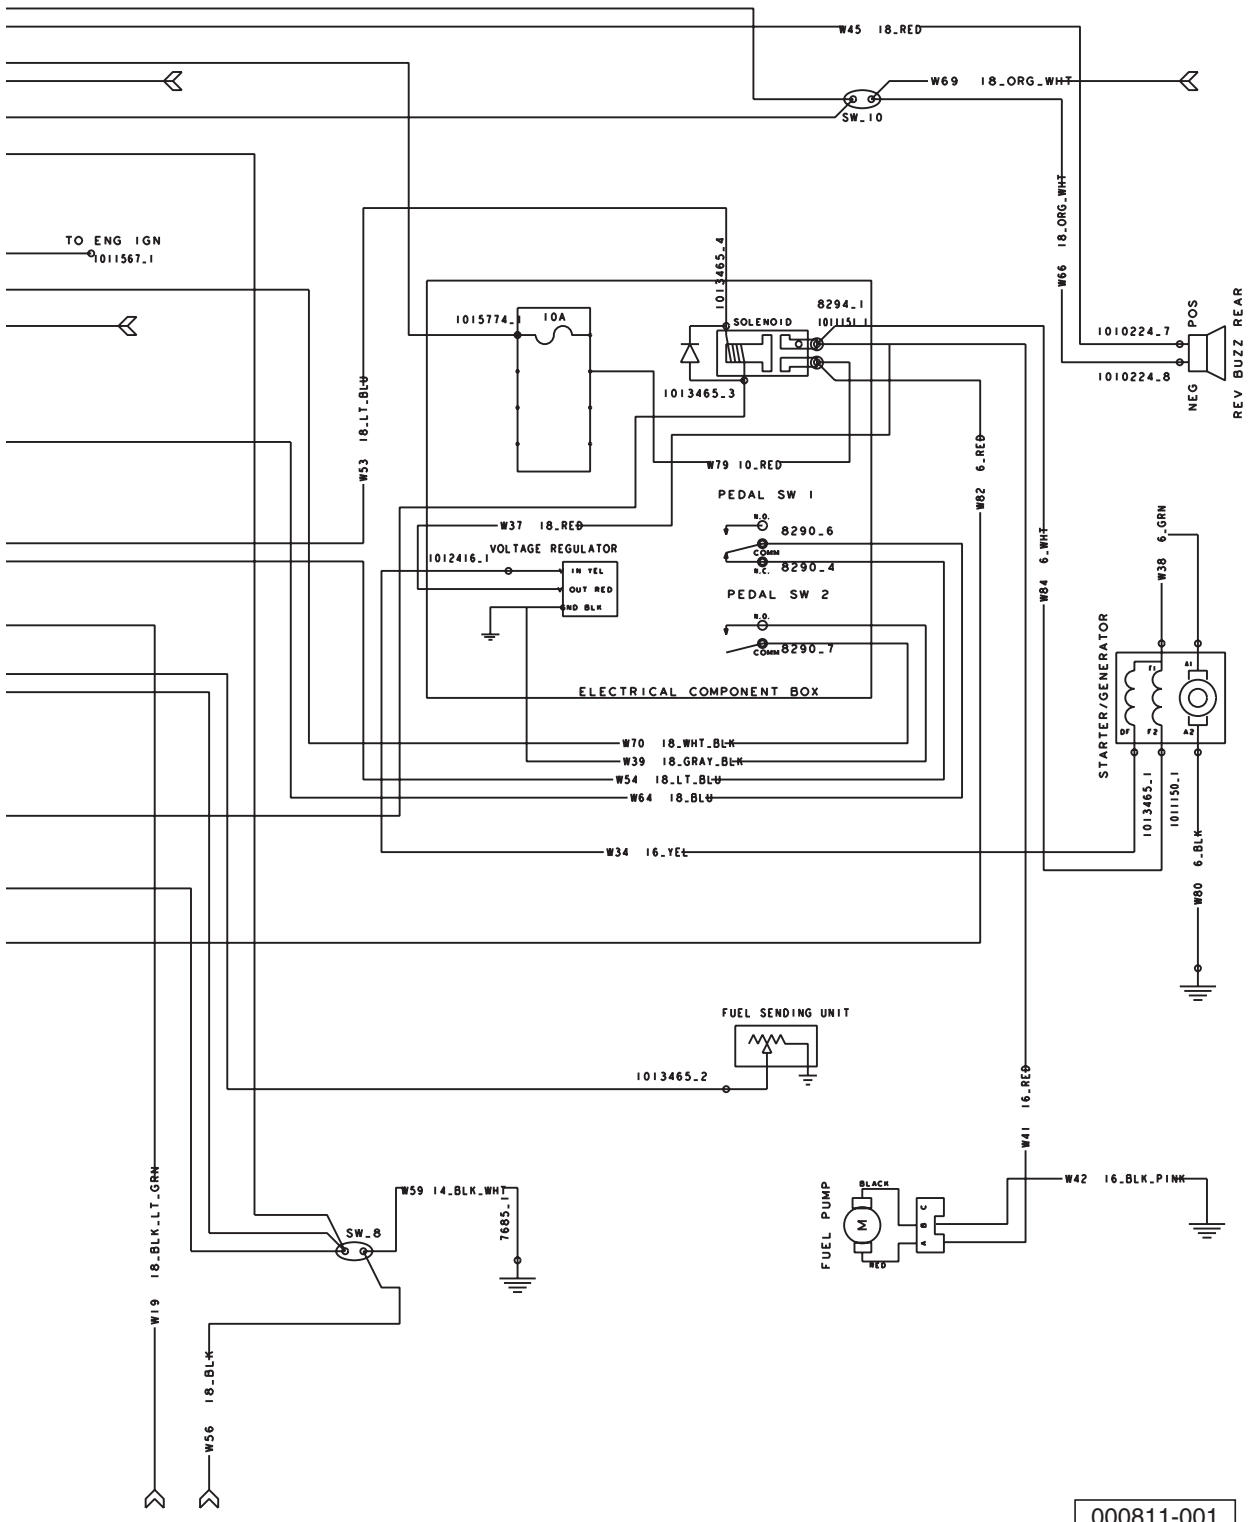 W45 18_RED
W69 18_ORG_WHT
SW_10
W66 18_ORG_WHT
TO ENG IGN
1011567_1
1013465_4
8294_1
1015774_1
10A
SOLENOID
1011151_1
1010224_7
1010224_8
POS
NEG
REV BUZZ REAR
1013465_3
W53 18_LT_BLU
W79 10_RED
W82 6_RED
PEDAL SW 1
N.O.
8290_6
COMM
8290_4
N.C.
W37 18_RED
VOLTAGE REGULATOR
1012416_1
IN YEL
OUT RED
GND BLK
PEDAL SW 2
N.O.
COMM
8290_7
ELECTRICAL COMPONENT BOX
W84 6_WHT
W38 6_GRN
STARTER/GENERATOR
F1
A1
DF
F2
A2
W70 18_WHT_BLK
W39 18_GRAY_BLK
W54 18_LT_BLU
W64 18_BLU
1013465_1
1011150_1
W34 16_YEL
W80 6_BLK
FUEL SENDING UNIT
1013465_2
W41 16_RED
W19 18_BLK_LT_GRN
W59 14_BLK_WHT
7685_1
SW_8
W42 16_BLK_PINK
FUEL PUMP
BLACK
M
RED
C
B
A
W56 18_BLK
000811-001